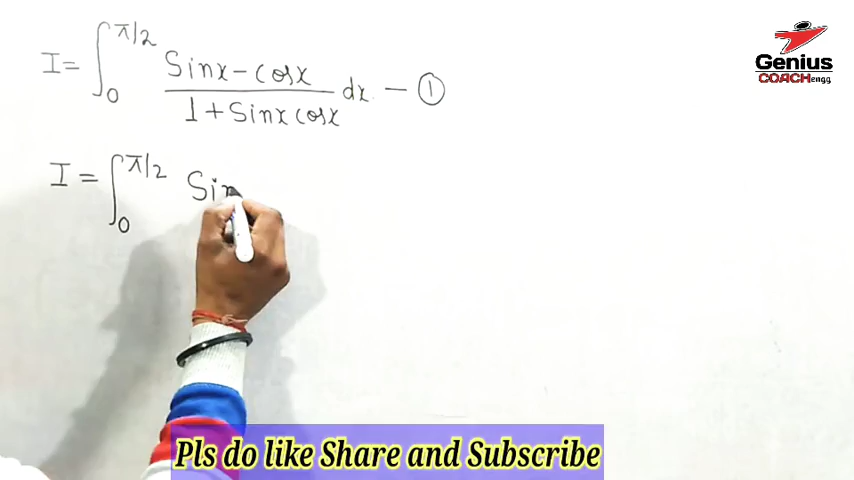 I = ∫₀^π/2 Sinx - Cosx / 1 + Sinx Cosx dx. — ①
I = ∫₀^π/2 Sin
Genius
COACHengg
Pls do like Share and Subscribe